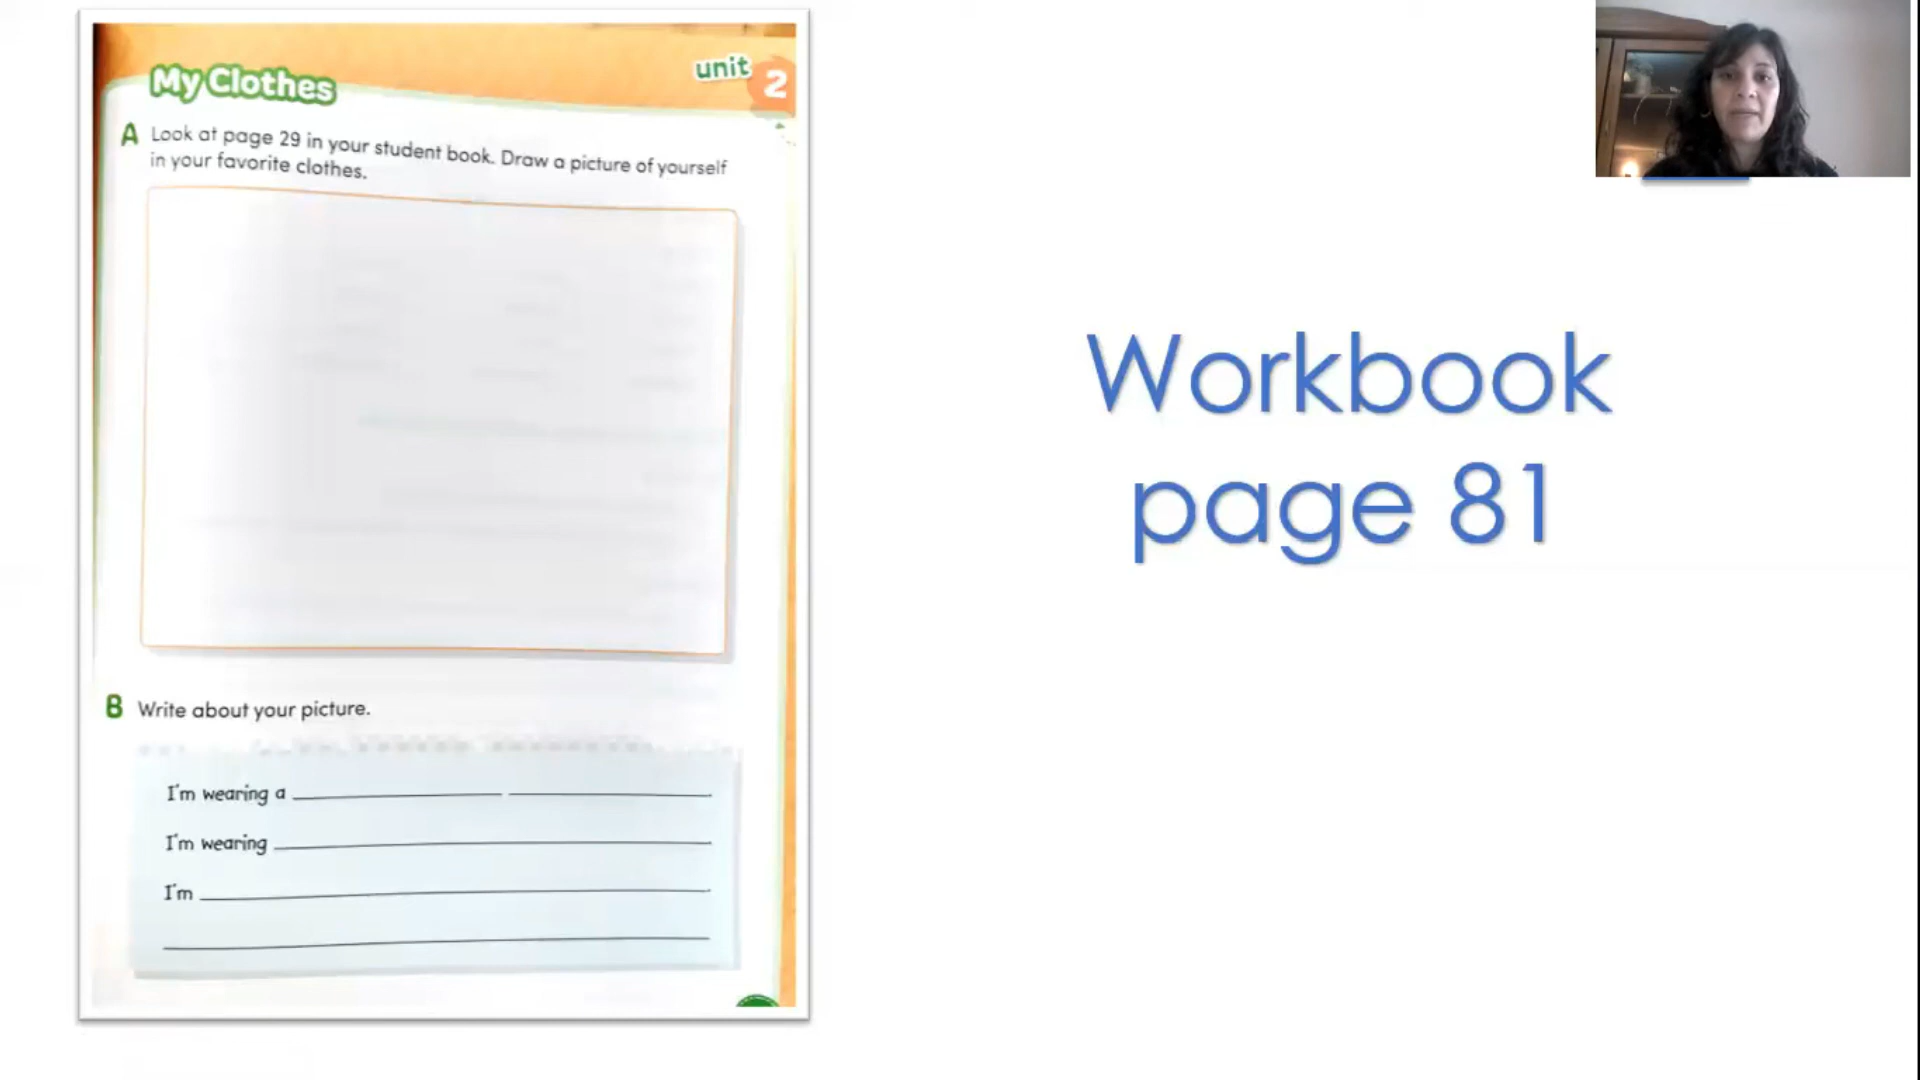 My Clothes
unit 2
A Look at page 29 in your student book. Draw a picture of yourself
in your favorite clothes.
B Write about your picture.
I'm wearing a
I'm wearing
I'm
Workbook
page 81